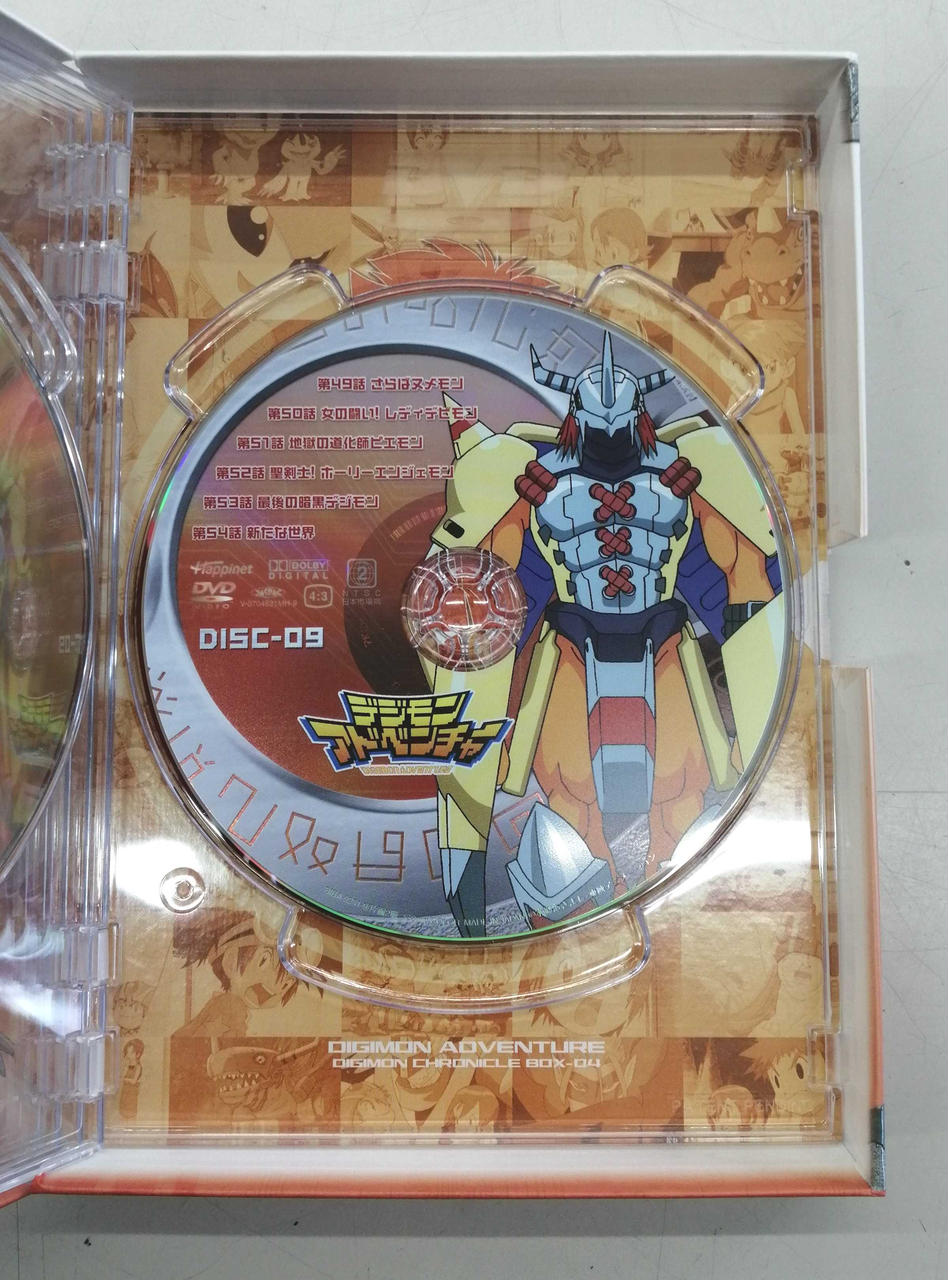 第49話 さらばヌメモン
第50話 女の闘い! レディデビモン
第51話 地獄の道化師ピエモン
第52話 聖剣士! ホーリーエンジェモン
第53話 最後の暗黒デジモン
第54話 新たな世界
Happinet
DOLBY
DIGITAL
2
NTSC
日本市場向
DVD
VIDEO
4:3
DISC-09
デジモン
アドベンチャー
DIGIMON ADVENTURE
MADE IN JAPAN
DIGIMON ADVENTURE
DIGIMON CHRONICLE BOX-04